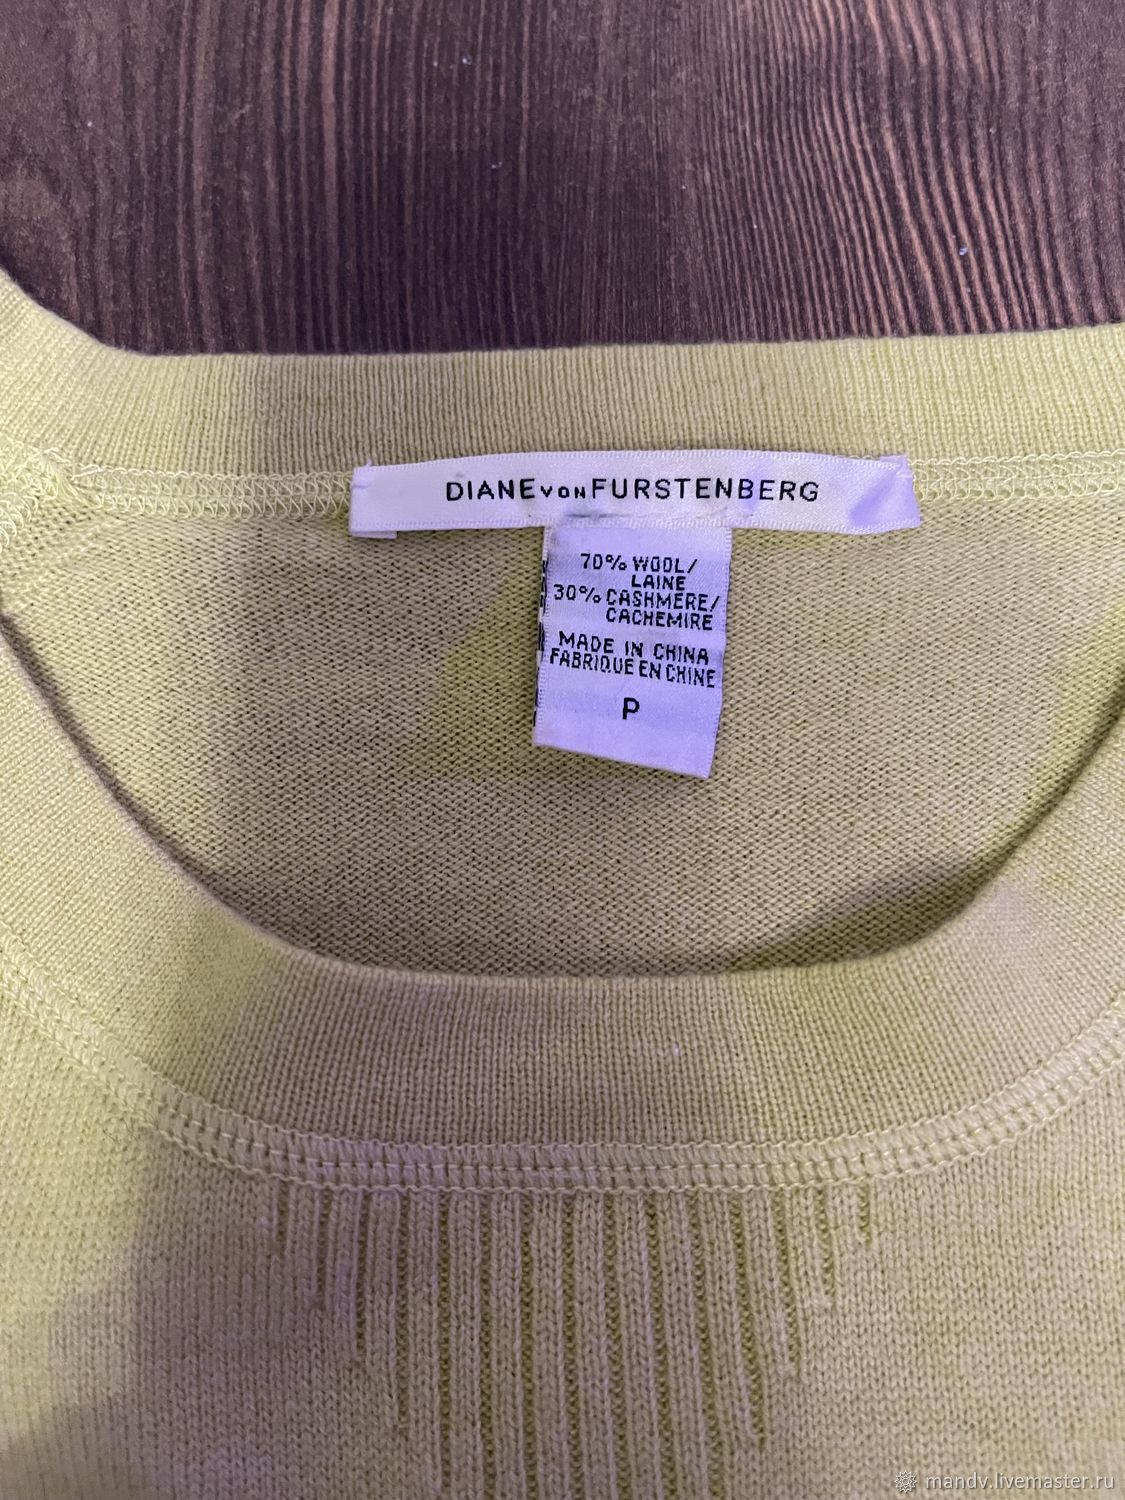 DIANE VON FURSTENBERG
70% WOOL/
LAINE
30% CASHMERE/
CACHEMIRE
MADE IN CHINA
FABRIQUE EN CHINE
P
mandv.livemaster.ru